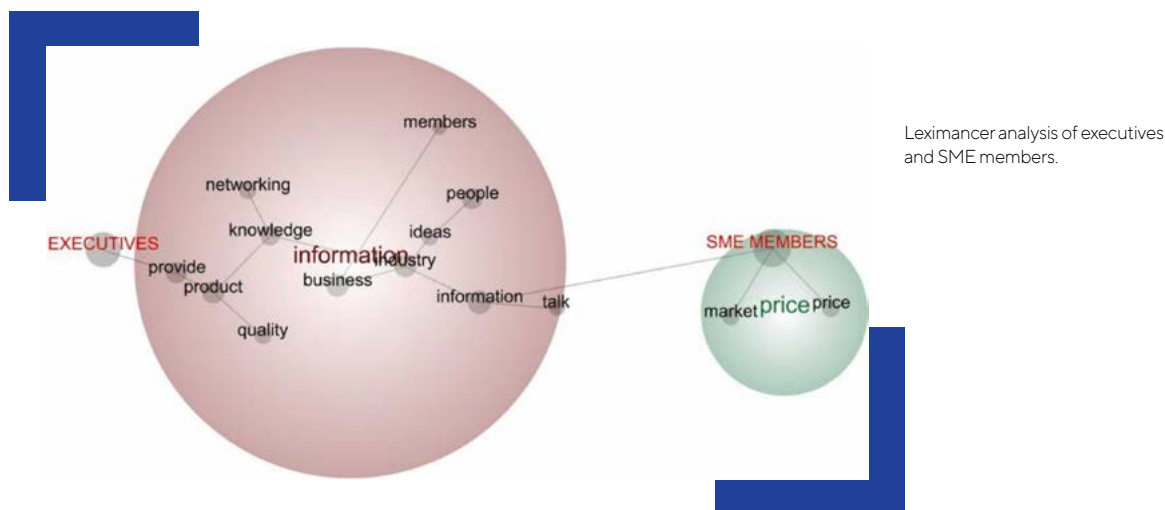 members
networking
people
knowledge
ideas
EXECUTIVES
information
industry
provide
business
product
information
talk
quality
SME MEMBERS
market
price
price
Leximancer analysis of executives
and SME members.